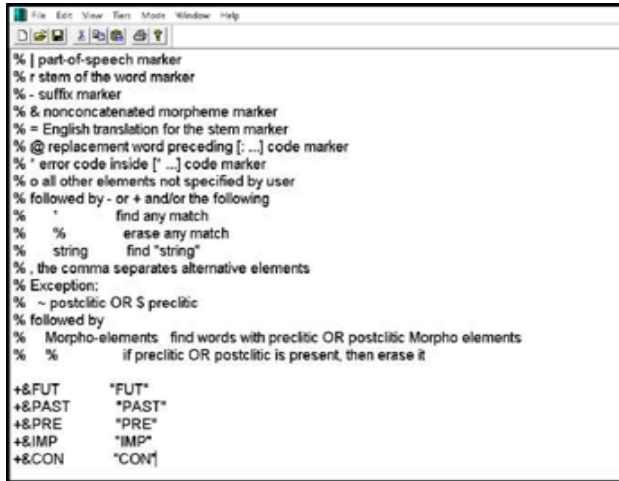 File Edit View Tiers Mode Window Help
% | part-of-speech marker
% r stem of the word marker
% - suffix marker
% & nonconcatenated morpheme marker
% = English translation for the stem marker
% @ replacement word preceding [: ...] code marker
% * error code inside [* ...] code marker
% o all other elements not specified by user
% followed by - or + and/or the following
% * find any match
% % erase any match
% string find "string"
% , the comma separates alternative elements
% Exception:
% ~ postclitic OR $ preclitic
% followed by
% Morpho-elements find words with preclitic OR postclitic Morpho elements
% % if preclitic OR postclitic is present, then erase it
+&FUT "FUT"
+&PAST "PAST"
+&PRE "PRE"
+&IMP "IMP"
+&CON "CON"